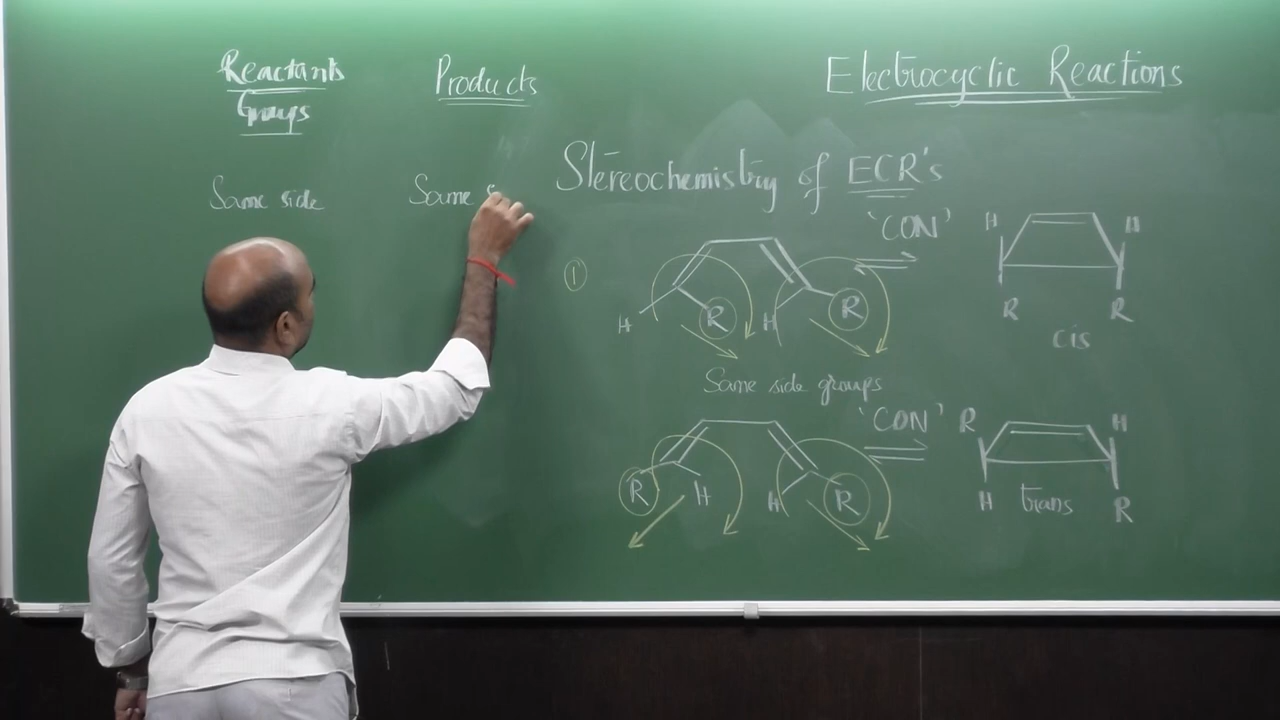 Reactants
Groups
Products
Electrocyclic Reactions
Same side
Same
Stereochemistry of ECR's
①
H
R
H
R
'CON'
H
H
R
R
cis
Same side groups
R
H
H
R
'CON'
R
H
H
R
trans